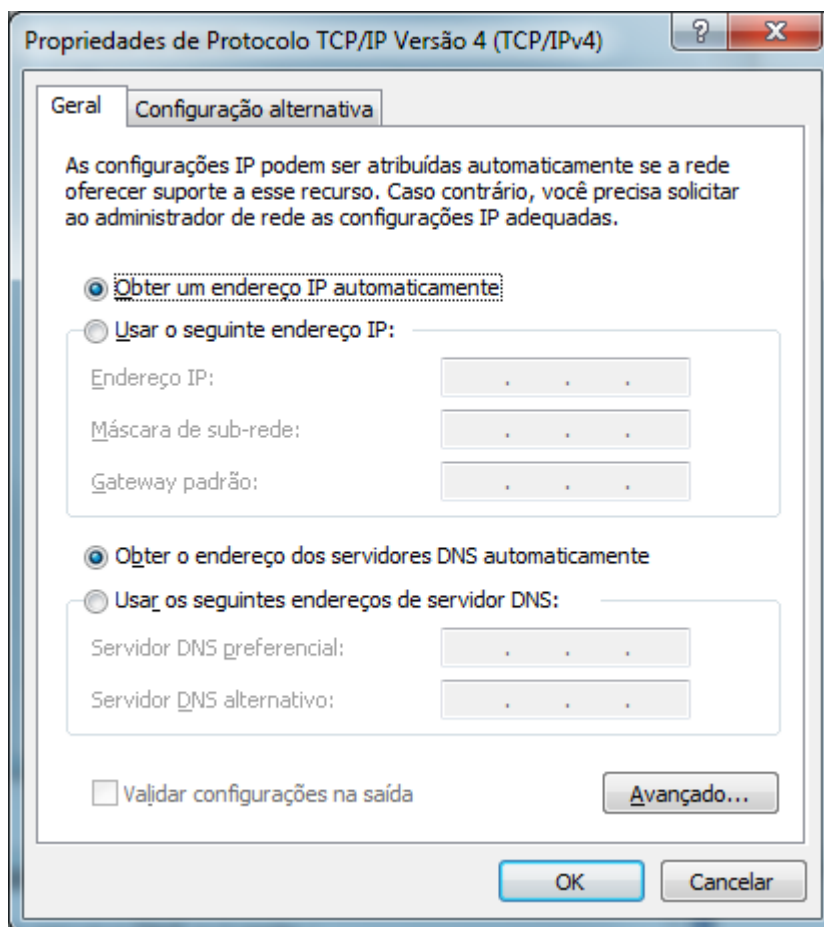 Propriedades de Protocolo TCP/IP Versão 4 (TCP/IPv4)
?
Geral
Configuração alternativa
As configurações IP podem ser atribuídas automaticamente se a rede
oferecer suporte a esse recurso. Caso contrário, você precisa solicitar
ao administrador de rede as configurações IP adequadas.
Obter um endereço IP automaticamente
Usar o seguinte endereço IP:
Endereço IP: . . .
Máscara de sub-rede: . . .
Gateway padrão: . . .
Obter o endereço dos servidores DNS automaticamente
Usar os seguintes endereços de servidor DNS:
Servidor DNS preferencial: . . .
Servidor DNS alternativo: . . .
Validar configurações na saída
Avançado...
OK
Cancelar